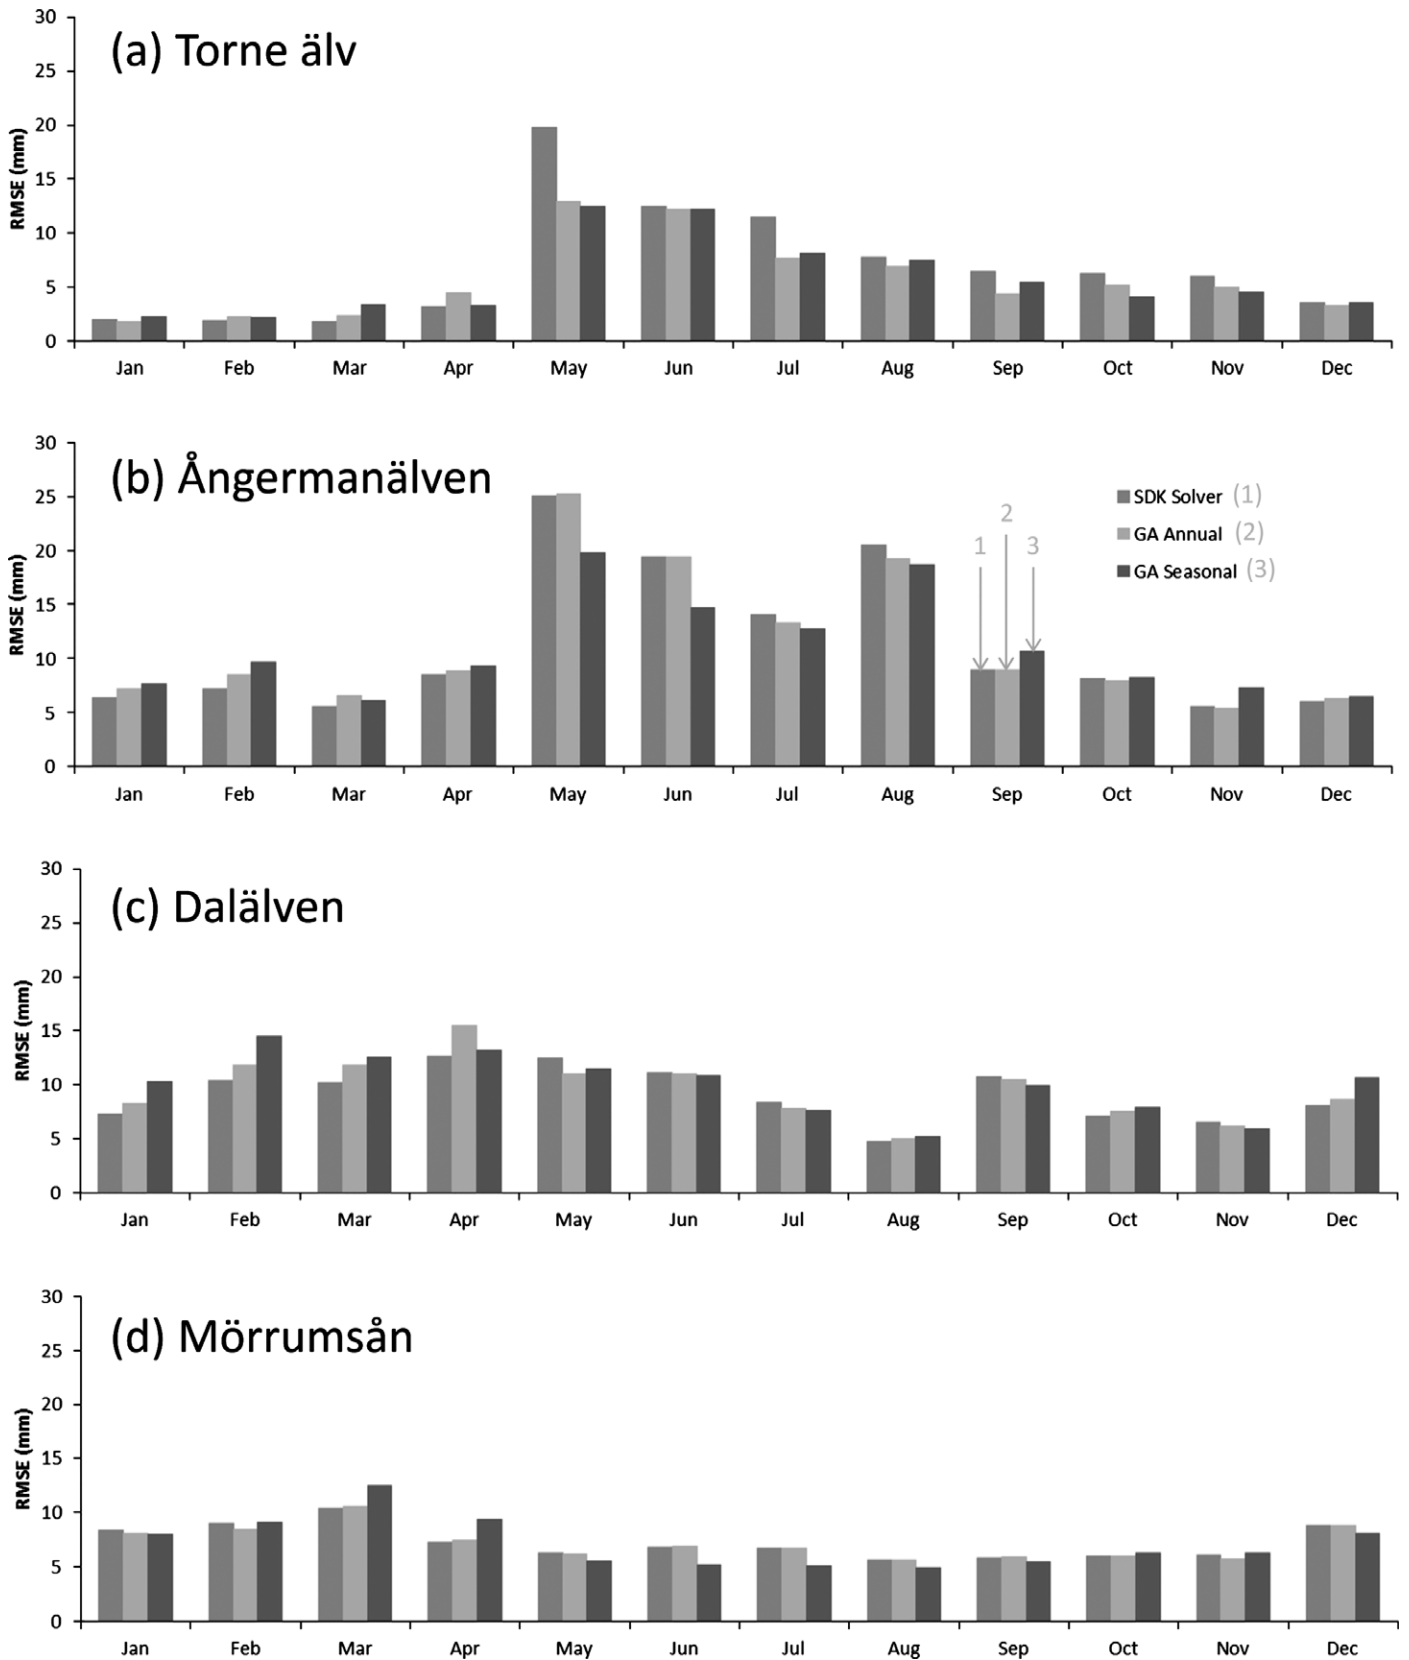 (a) Torne älv
RMSE (mm)
30
25
20
15
10
5
0
Jan Feb Mar Apr May Jun Jul Aug Sep Oct Nov Dec
(b) Ångermanälven
RMSE (mm)
30
25
20
15
10
5
0
1 2 3
SDK Solver (1)
GA Annual (2)
GA Seasonal (3)
Jan Feb Mar Apr May Jun Jul Aug Sep Oct Nov Dec
(c) Dalälven
RMSE (mm)
30
25
20
15
10
5
0
Jan Feb Mar Apr May Jun Jul Aug Sep Oct Nov Dec
(d) Mörrumsån
RMSE (mm)
30
25
20
15
10
5
0
Jan Feb Mar Apr May Jun Jul Aug Sep Oct Nov Dec